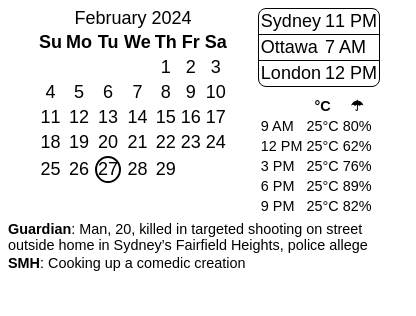 February 2024
Su Mo Tu We Th Fr Sa
1 2 3
4 5 6 7 8 9 10
11 12 13 14 15 16 17
18 19 20 21 22 23 24
25 26 27 28 29
Sydney 11 PM
Ottawa 7 AM
London 12 PM
°C ☂
9 AM 25°C 80%
12 PM 25°C 62%
3 PM 25°C 76%
6 PM 25°C 89%
9 PM 25°C 82%
Guardian: Man, 20, killed in targeted shooting on street
outside home in Sydney’s Fairfield Heights, police allege
SMH: Cooking up a comedic creation